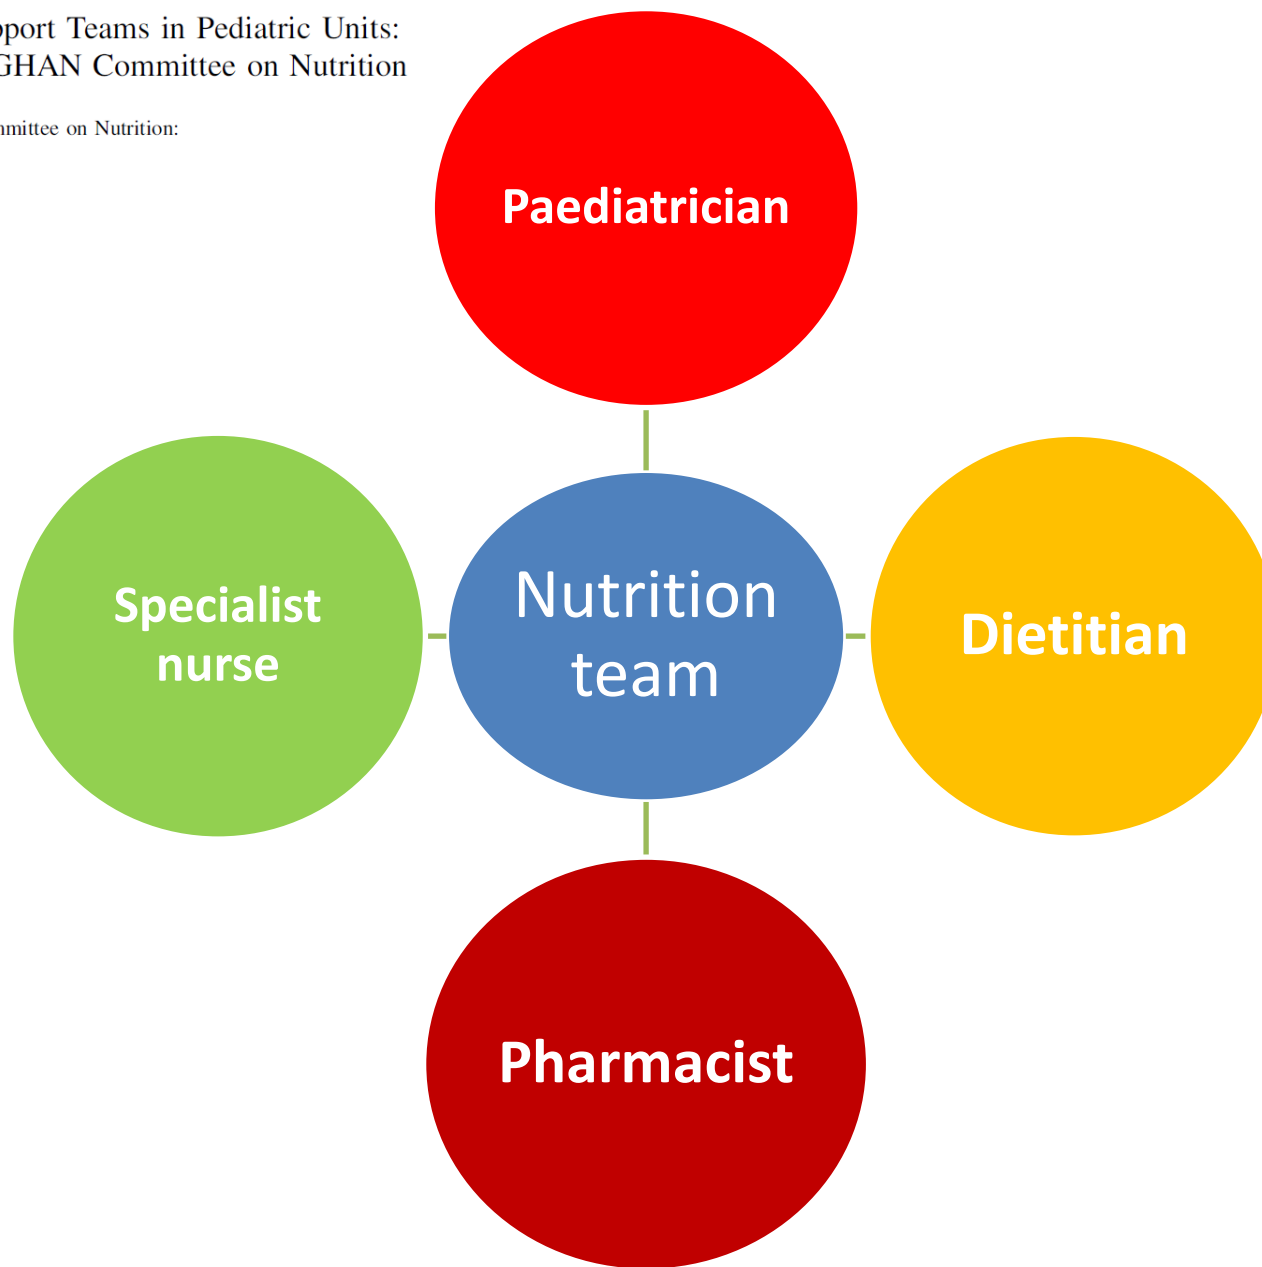 pport Teams in Pediatric Units:
GHAN Committee on Nutrition
mmittee on Nutrition:
Paediatrician
Specialist
nurse
Nutrition
team
Dietitian
Pharmacist